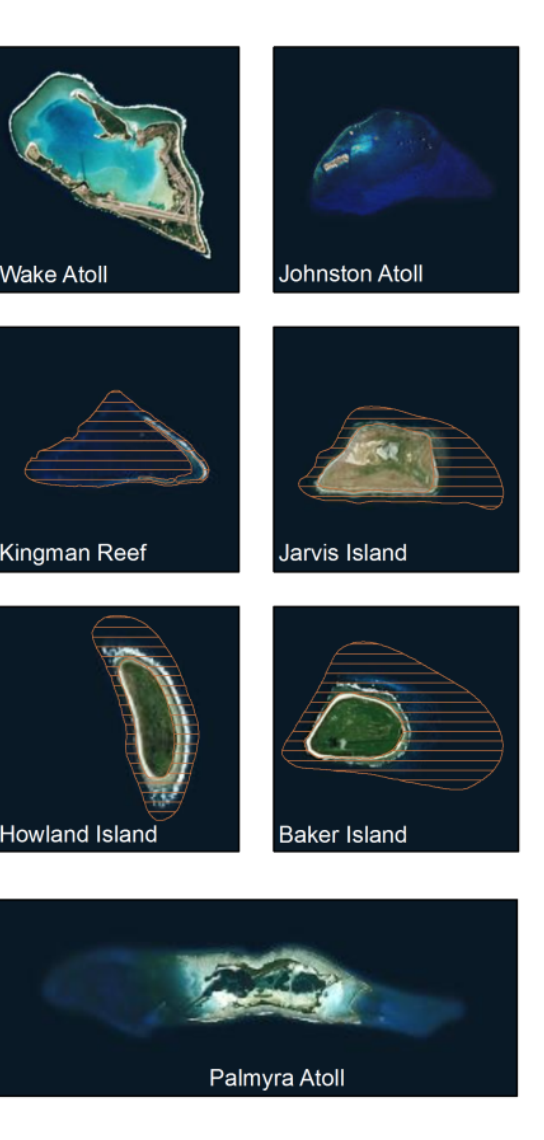 Wake Atoll
Johnston Atoll
Kingman Reef
Jarvis Island
Howland Island
Baker Island
Palmyra Atoll